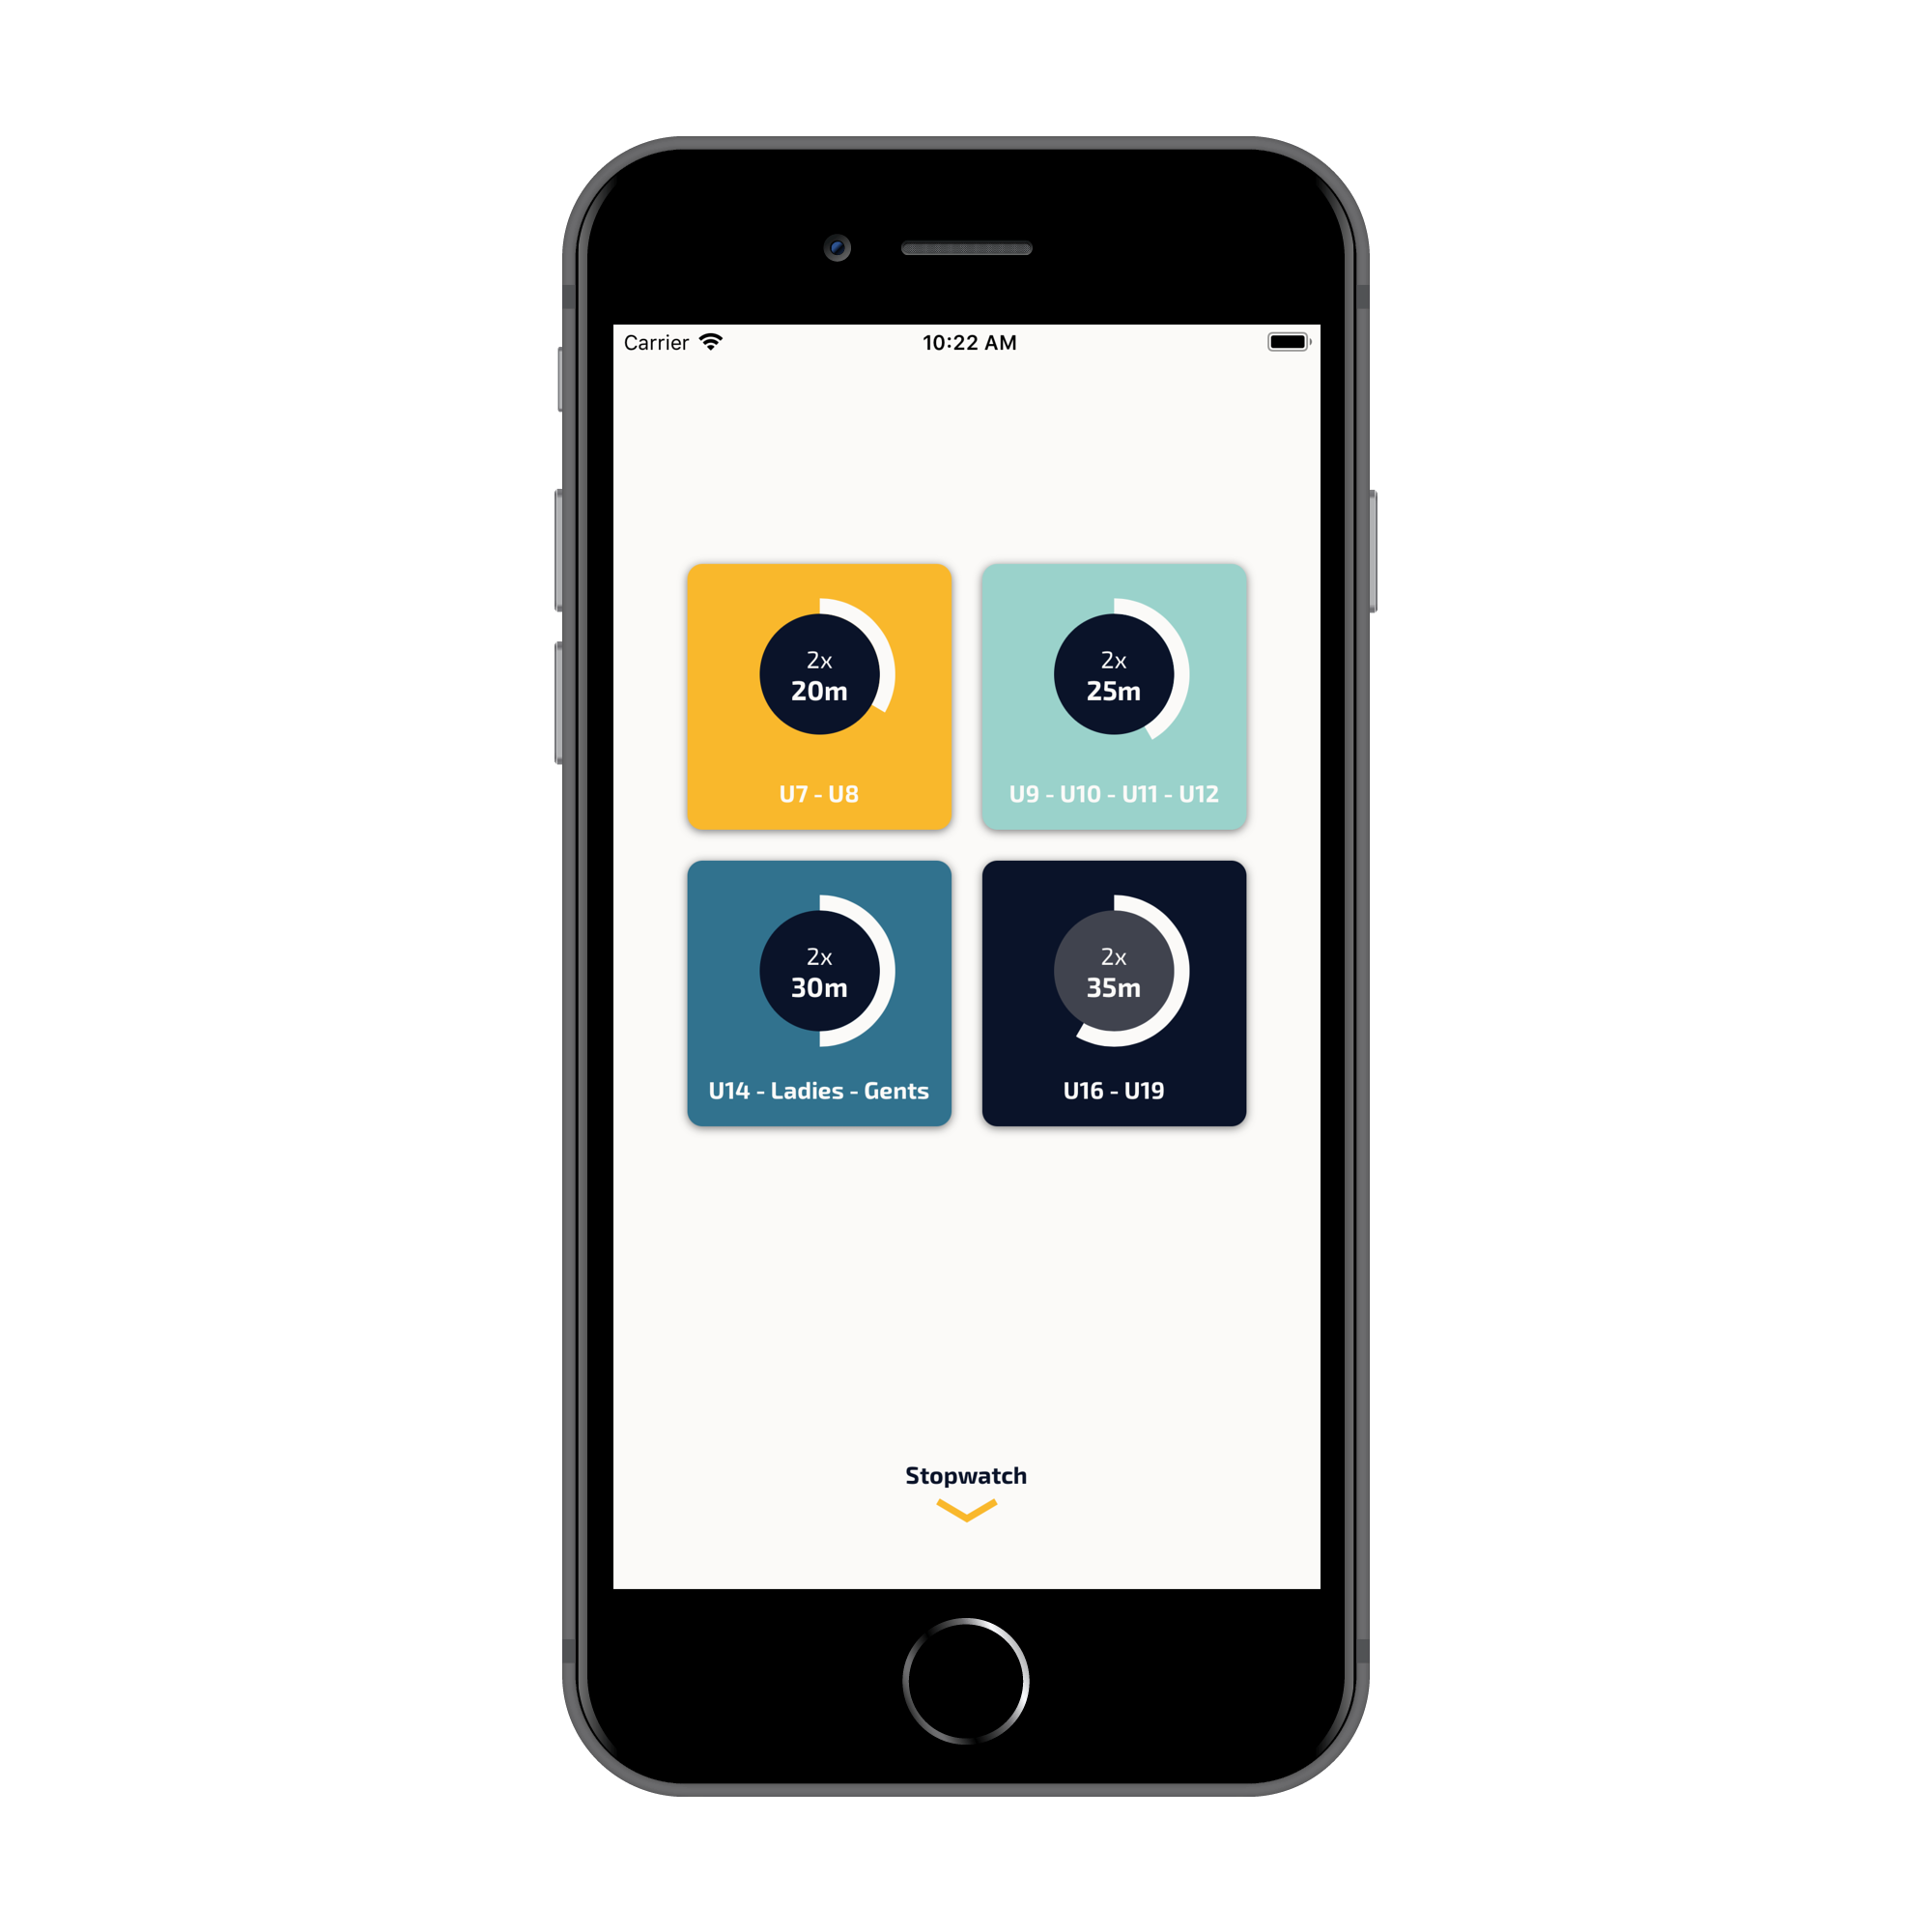 Carrier
10:22 AM
2x
20m
U7 - U8
2x
25m
U9 - U10 - U11 - U12
2x
30m
U14 - Ladies - Gents
2x
35m
U16 - U19
Stopwatch